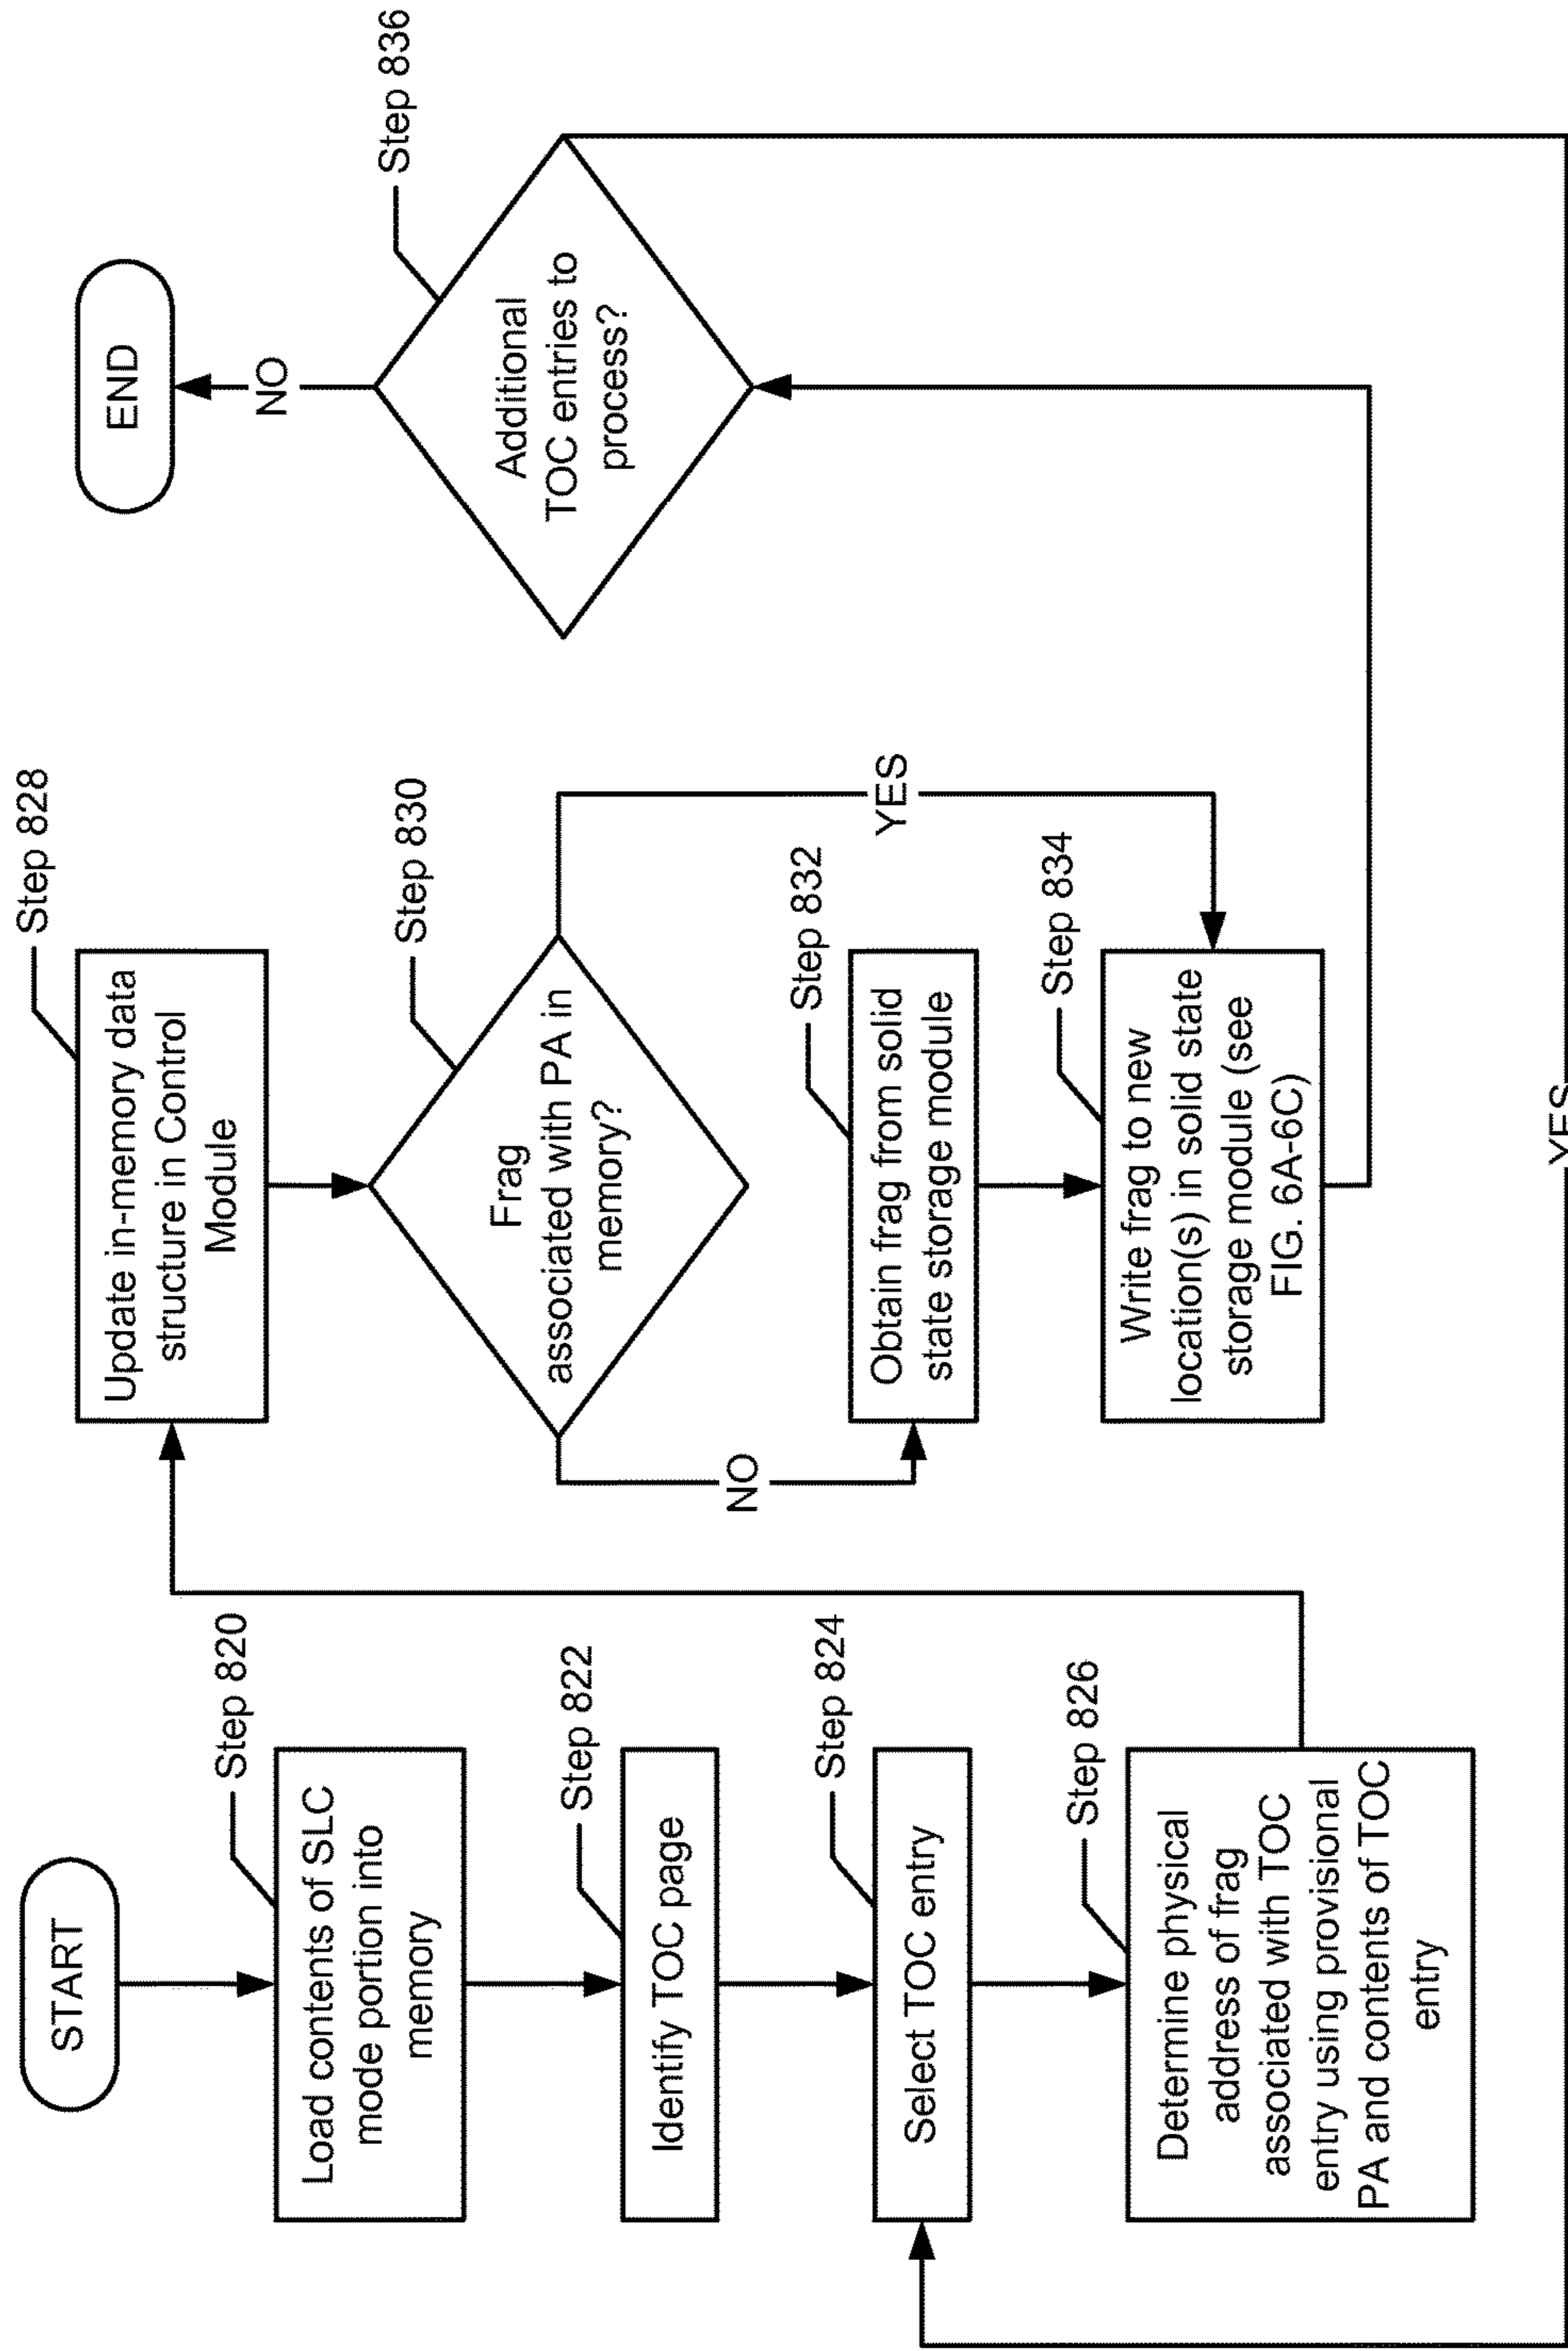 START
Step 820
Load contents of SLC
mode portion into
memory
Step 822
Identify TOC page
Step 824
Select TOC entry
Step 826
Determine physical
address of frag
associated with TOC
entry using provisional
PA and contents of TOC
entry
Step 828
Update in-memory data
structure in Control
Module
Step 830
Frag
associated with PA in
memory?
NO
YES
Step 832
Obtain frag from solid
state storage module
Step 834
Write frag to new
location(s) in solid state
storage module (see
FIG. 6A-6C)
END
NO
Step 836
Additional
TOC entries to
process?
YES